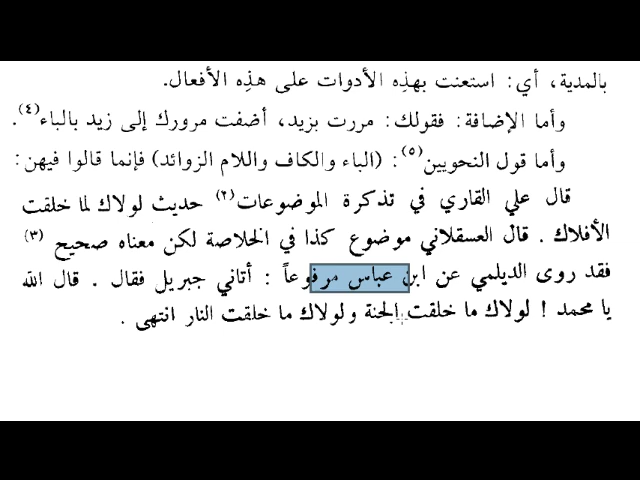 بالمدية، أي: استعنت بهذِه الأدوات على هذِه الأفعال.
وأما الإضافة: فقولك: مررت بزيد، أضفت مرورك إلى زيد بالباء(٤).
وأما قول النحويين(٥): (الباء والكاف واللام الزوائد) فإنما قالوا فيهن:
قال علي القاري في تذكرة الموضوعات(٢) حديث لولاك لما خلقت
الأفلاك . قال العسقلاني موضوع كذا في الخلاصة لكن معناه صحيح (٣)
فقد روى الديلمي عن ابن عباس مرفوعاً : أتاني جبريل فقال . قال الله
يا محمد ! لولاك ما خلقت الجنة ولولاك ما خلقت النار انتهى .